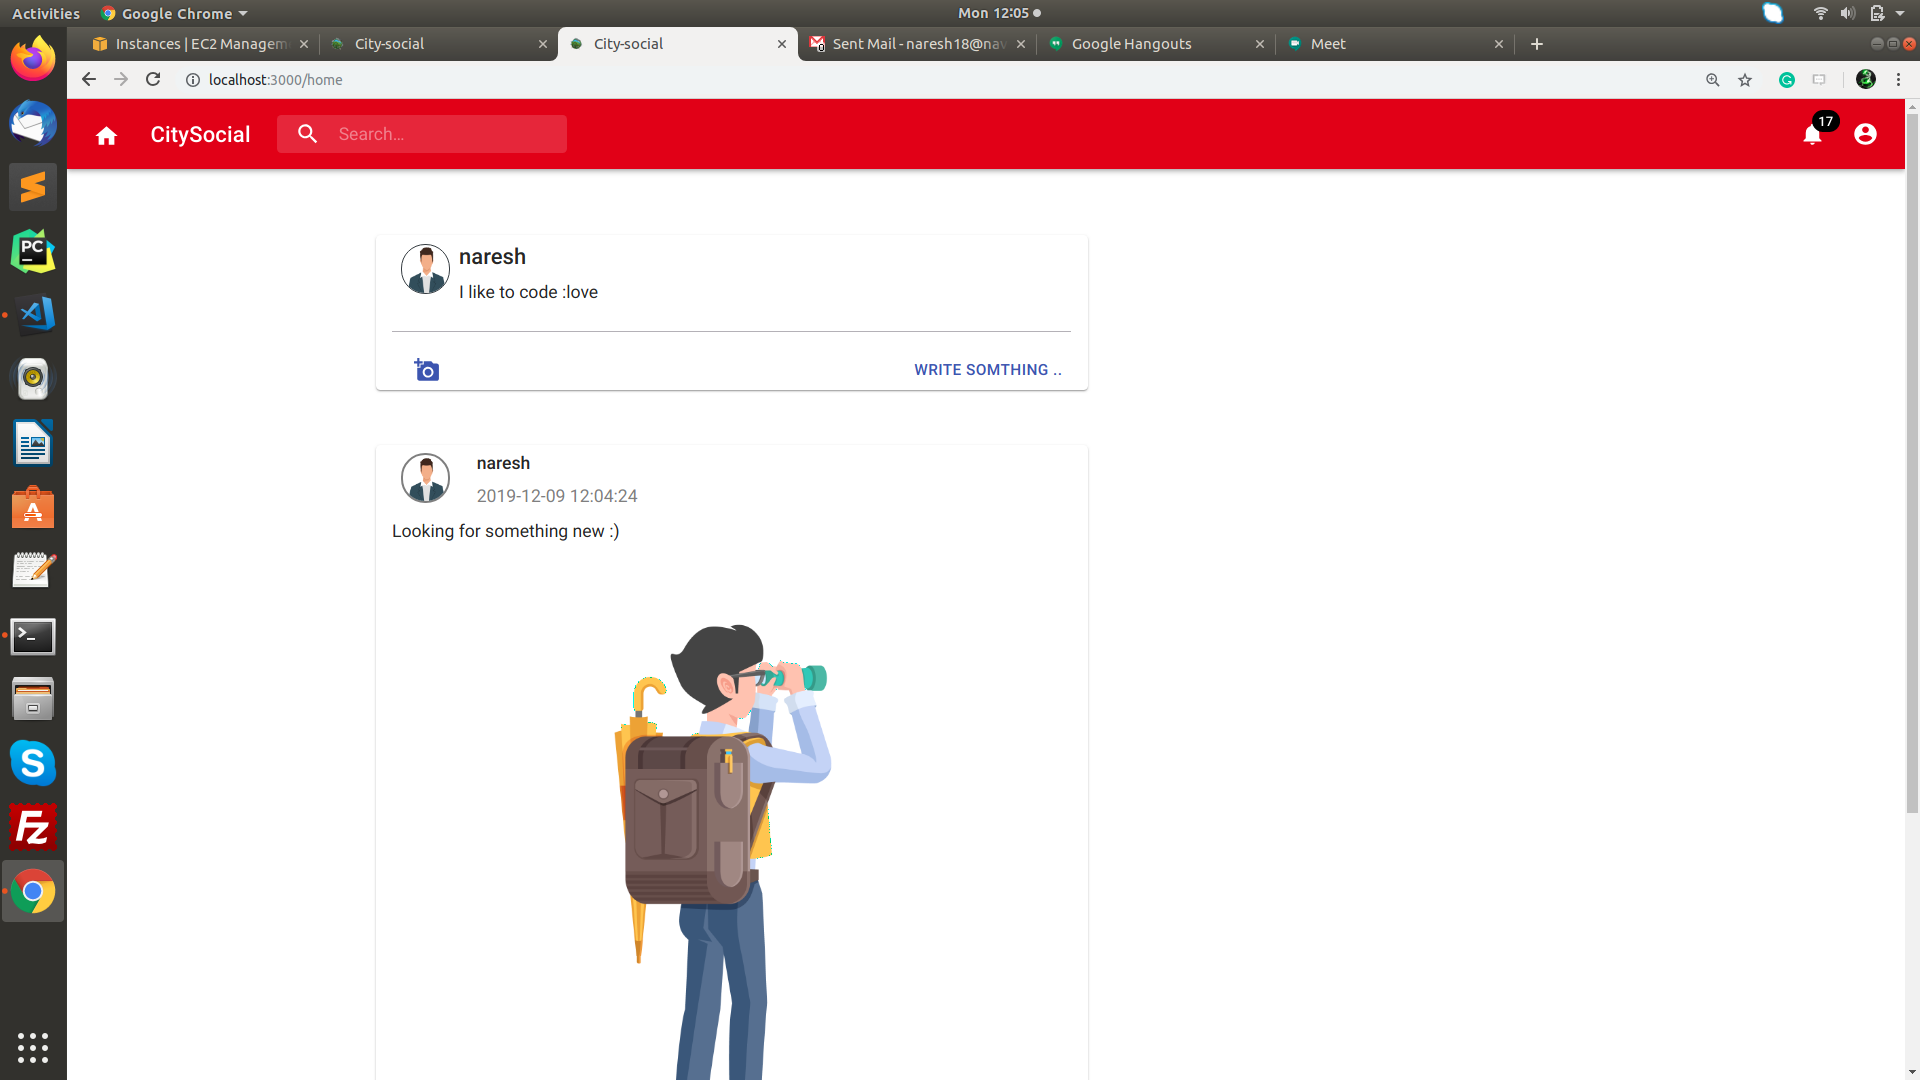 Activities Google Chrome Mon 12:05
Instances | EC2 Managem City-social City-social Sent Mail - naresh18@nav Google Hangouts Meet
localhost:3000/home
CitySocial Search... 17
naresh
I like to code :love
WRITE SOMTHING ..
naresh
2019-12-09 12:04:24
Looking for something new :)